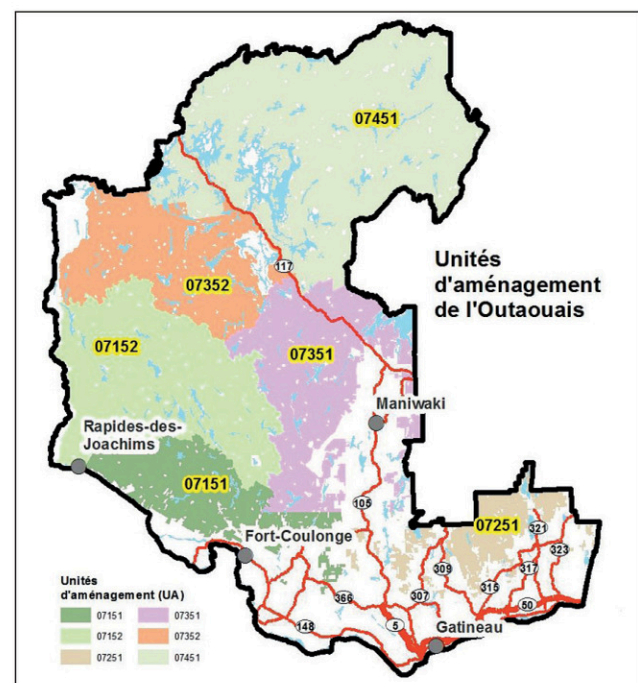 07451
Unités
d'aménagement
de l'Outaouais
117
07352
07152
07351
Maniwaki
Rapides-des-
Joachims
07151
105
07251
321
323
Fort-Coulonge
309
317
315
Unités
d'aménagement (UA)
07151
07351
07152
07352
07251
07451
366
307
50
148
5
Gatineau